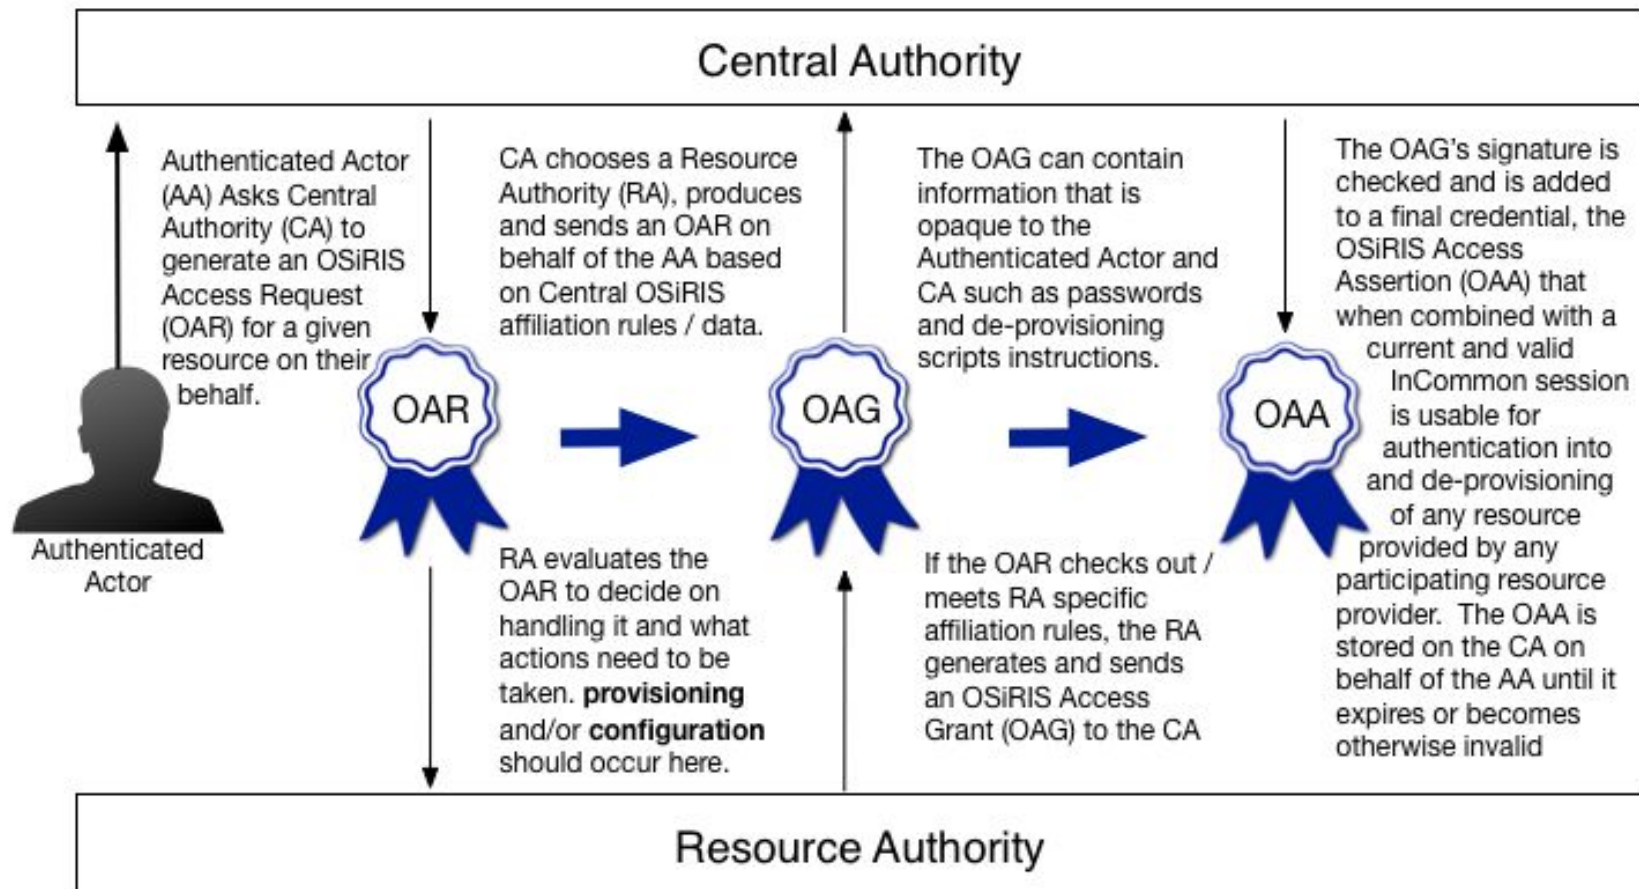 Central Authority
Authenticated Actor
(AA) Asks Central
Authority (CA) to
generate an OSiRIS
Access Request
(OAR) for a given
resource on their
behalf.
CA chooses a Resource
Authority (RA), produces
and sends an OAR on
behalf of the AA based
on Central OSiRIS
affiliation rules / data.
The OAG can contain
information that is
opaque to the
Authenticated Actor and
CA such as passwords
and de-provisioning
scripts instructions.
The OAG's signature is
checked and is added
to a final credential, the
OSiRIS Access
Assertion (OAA) that
when combined with a
current and valid
InCommon session
is usable for
authentication into
and de-provisioning
of any resource
provided by any
participating resource
provider. The OAA is
stored on the CA on
behalf of the AA until it
expires or becomes
otherwise invalid
OAR
OAG
OAA
Authenticated
Actor
RA evaluates the
OAR to decide on
handling it and what
actions need to be
taken. provisioning
and/or configuration
should occur here.
If the OAR checks out /
meets RA specific
affiliation rules, the RA
generates and sends
an OSiRIS Access
Grant (OAG) to the CA
Resource Authority